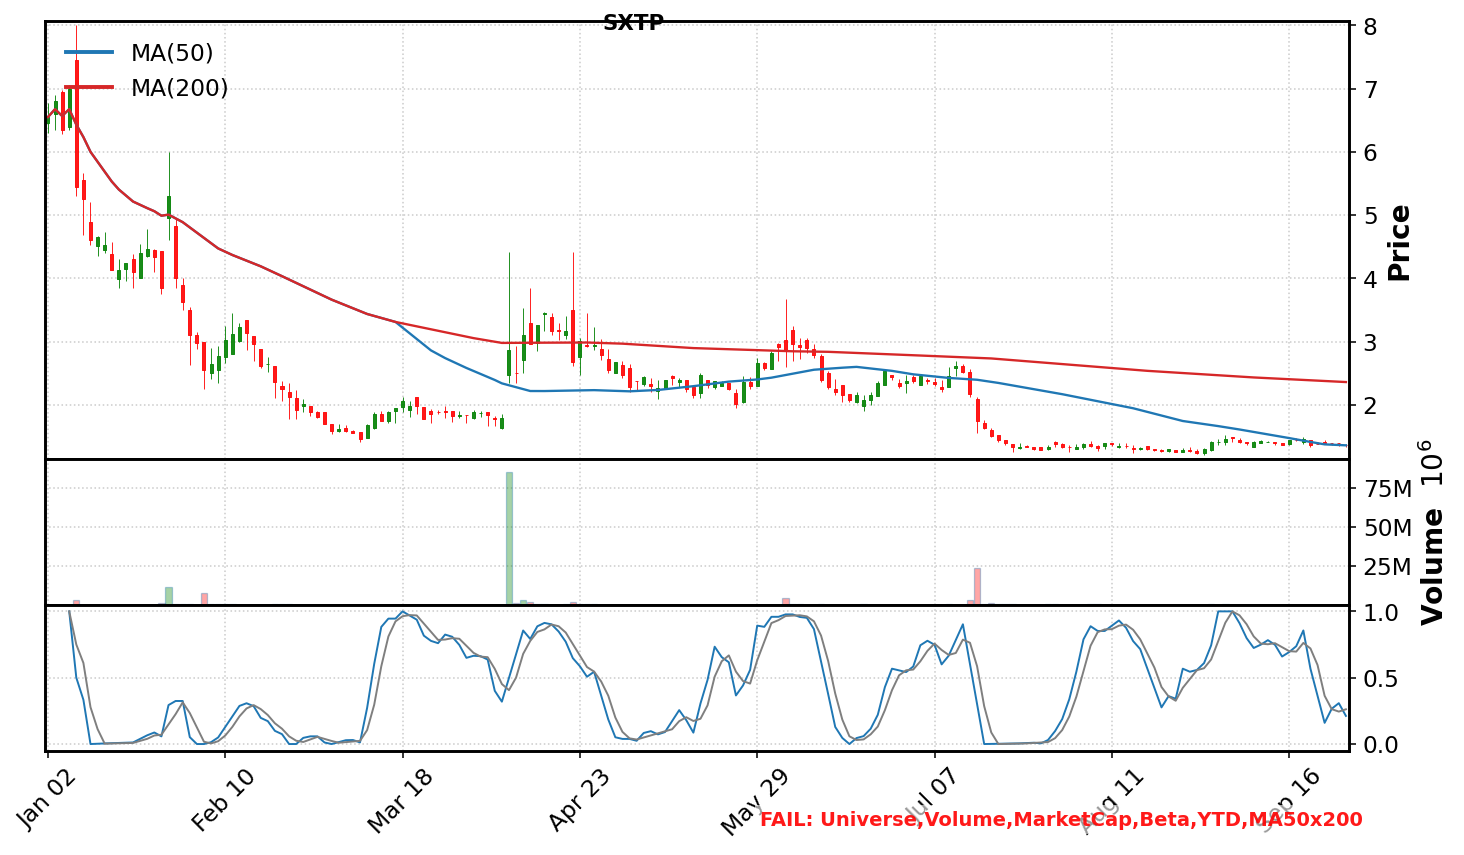 SXTP
MA(50)
MA(200)
8
7
6
5
4
3
2
Price
75M
50M
25M
Volume 10^6
1.0
0.5
0.0
Jan 02
Feb 10
Mar 18
Apr 23
May 29
Jul 07
Aug 11
Sep 16
FAIL: Universe,Volume,MarketCap,Beta,YTD,MA50x200